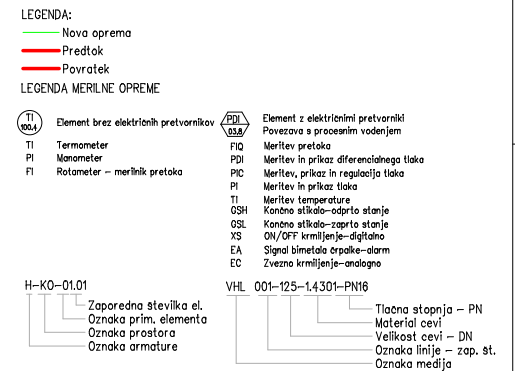 LEGENDA:
Nova oprema
Predtok
Povratek
LEGENDA MERILNE OPREME
TI 100.4 Element brez električnih pretvornikov
TI Termometer
PI Manometer
FI Rotameter – merilnik pretoka
PDI 03.8 Element z električnimi pretvorniki
Povezava s procesnim vodenjem
FIQ Meritev pretoka
PDI Meritev in prikaz diferencialnega tlaka
PIC Meritev, prikaz in regulacija tlaka
PI Meritev in prikaz tlaka
TI Meritev temperature
GSH Končno stikalo–odprto stanje
GSL Končno stikalo–zaprto stanje
XS ON/OFF krmiljenje–digitalno
EA Signal bimetala črpalke–alarm
EC Zvezno krmiljenje–analogno
H–KO–01.01
Zaporedna številka el.
Oznaka prim. elementa
Oznaka prostora
Oznaka armature
VHL 001–125–1.4301–PN16
Tlačna stopnja – PN
Material cevi
Velikost cevi – DN
Oznaka linije – zap. št.
Oznaka medija